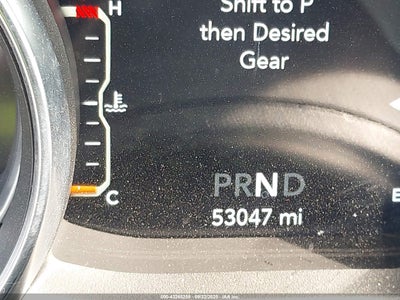 H
Shift to P
then Desired
Gear
C
PRND
53047 mi
E